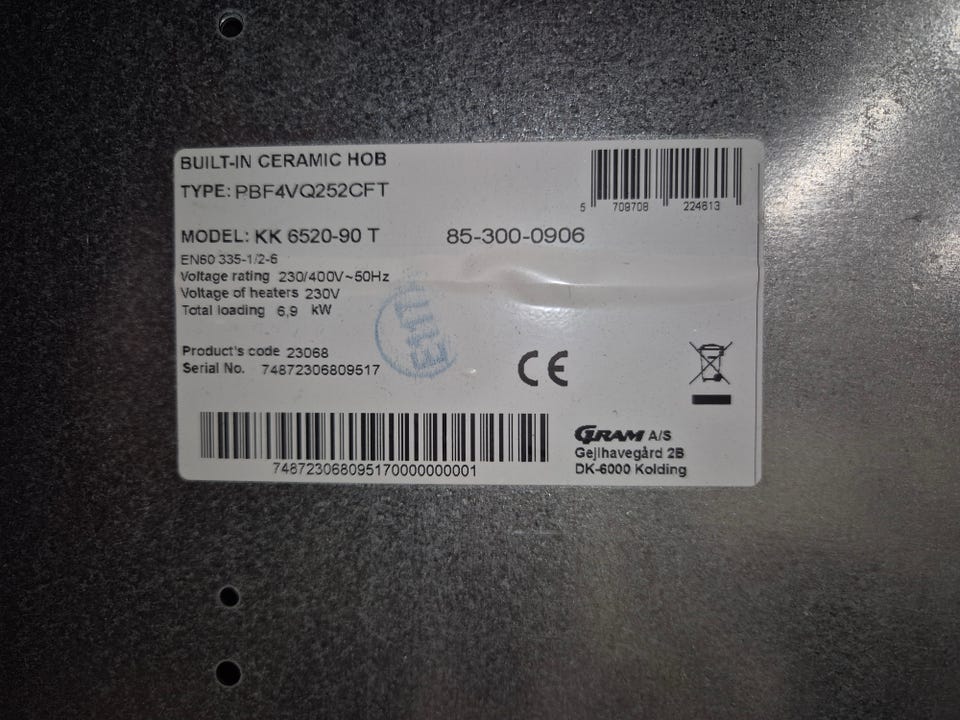 BUILT-IN CERAMIC HOB
TYPE: PBF4VQ252CFT
5 709708 224813
MODEL: KK 6520-90 T 85-300-0906
EN60 335-1/2-6
Voltage rating 230/400V~50Hz
Voltage of heaters 230V
Total loading 6,9 kW
Product's code 23068
Serial No. 74872306809517
CE
748723068095170000000001
GRAM A/S
Gejlhavegård 2B
DK-6000 Kolding